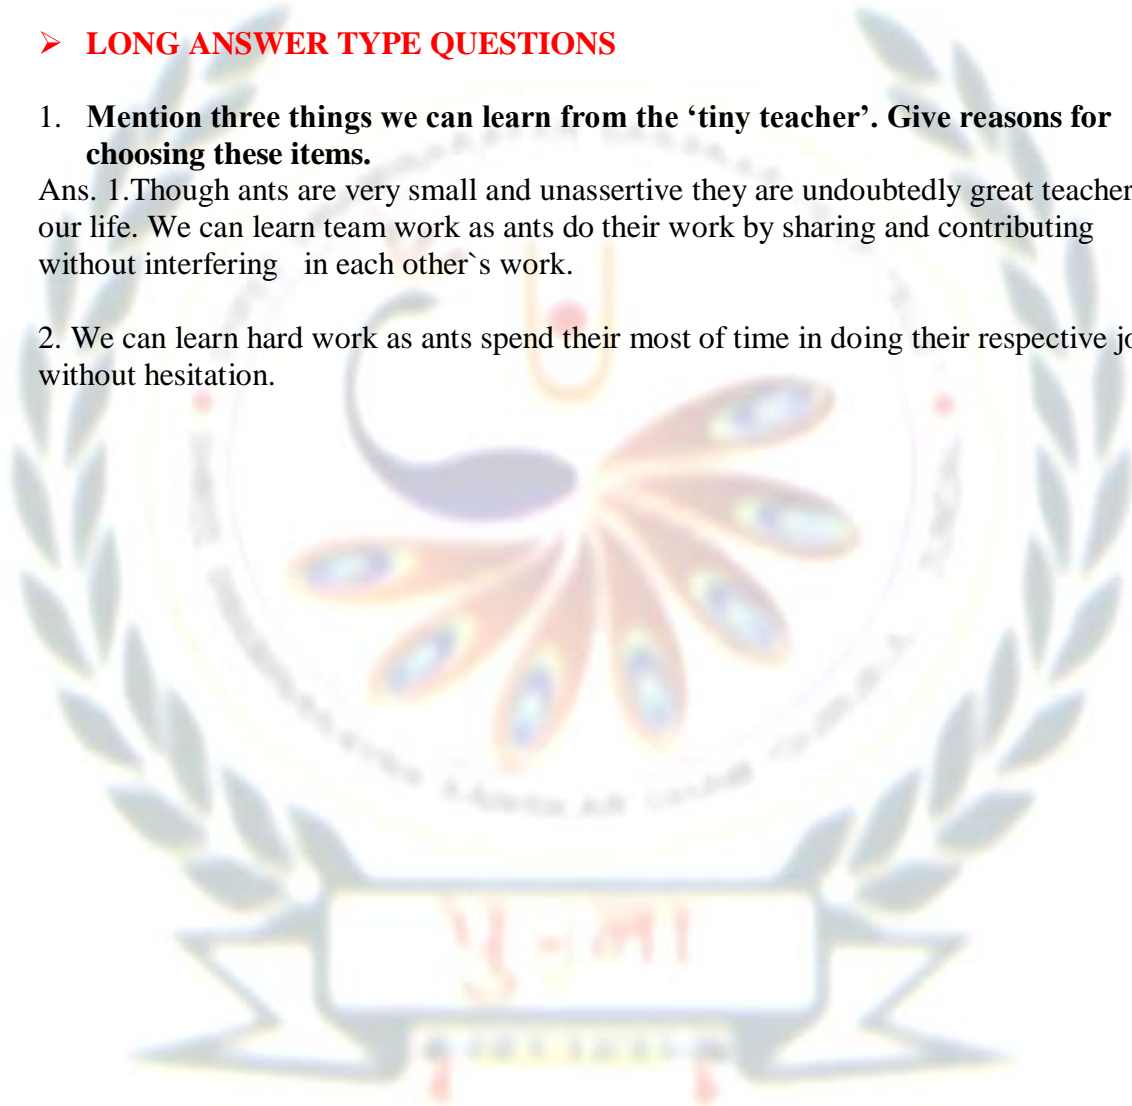 ➢ LONG ANSWER TYPE QUESTIONS
1. Mention three things we can learn from the ‘tiny teacher’. Give reasons for
choosing these items.
Ans. 1.Though ants are very small and unassertive they are undoubtedly great teacher
our life. We can learn team work as ants do their work by sharing and contributing
without interfering in each other`s work.
2. We can learn hard work as ants spend their most of time in doing their respective jo
without hesitation.